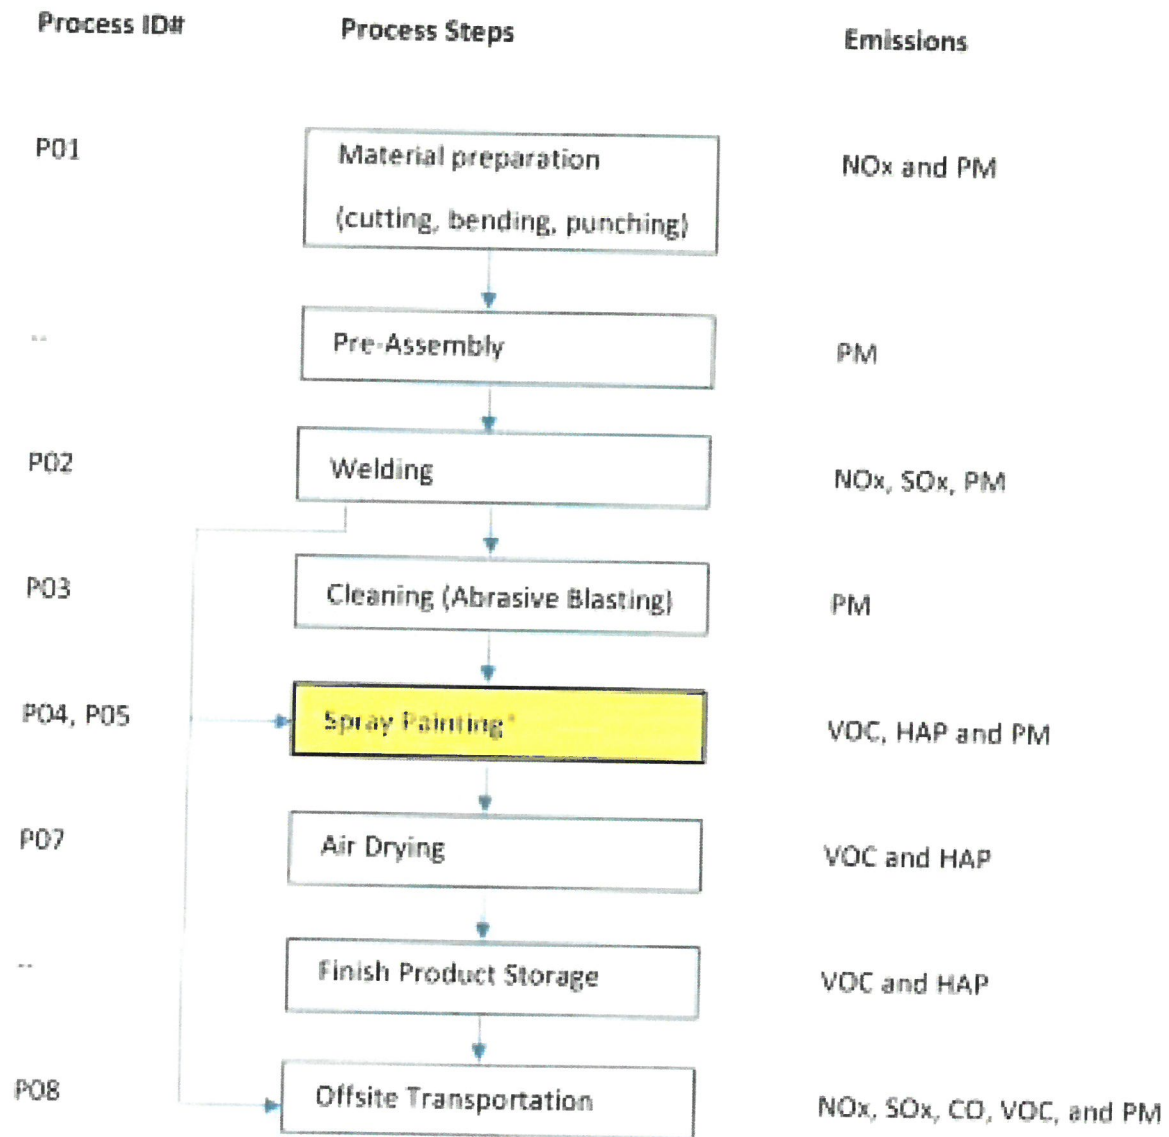 Process ID# Process Steps Emissions
P01 Material preparation NOx and PM
(cutting, bending, punching)
-- Pre-Assembly PM
P02 Welding NOx, SOx, PM
P03 Cleaning (Abrasive Blasting) PM
P04, P05 Spray Painting* VOC, HAP and PM
P07 Air Drying VOC and HAP
-- Finish Product Storage VOC and HAP
P08 Offsite Transportation NOx, SOx, CO, VOC, and PM